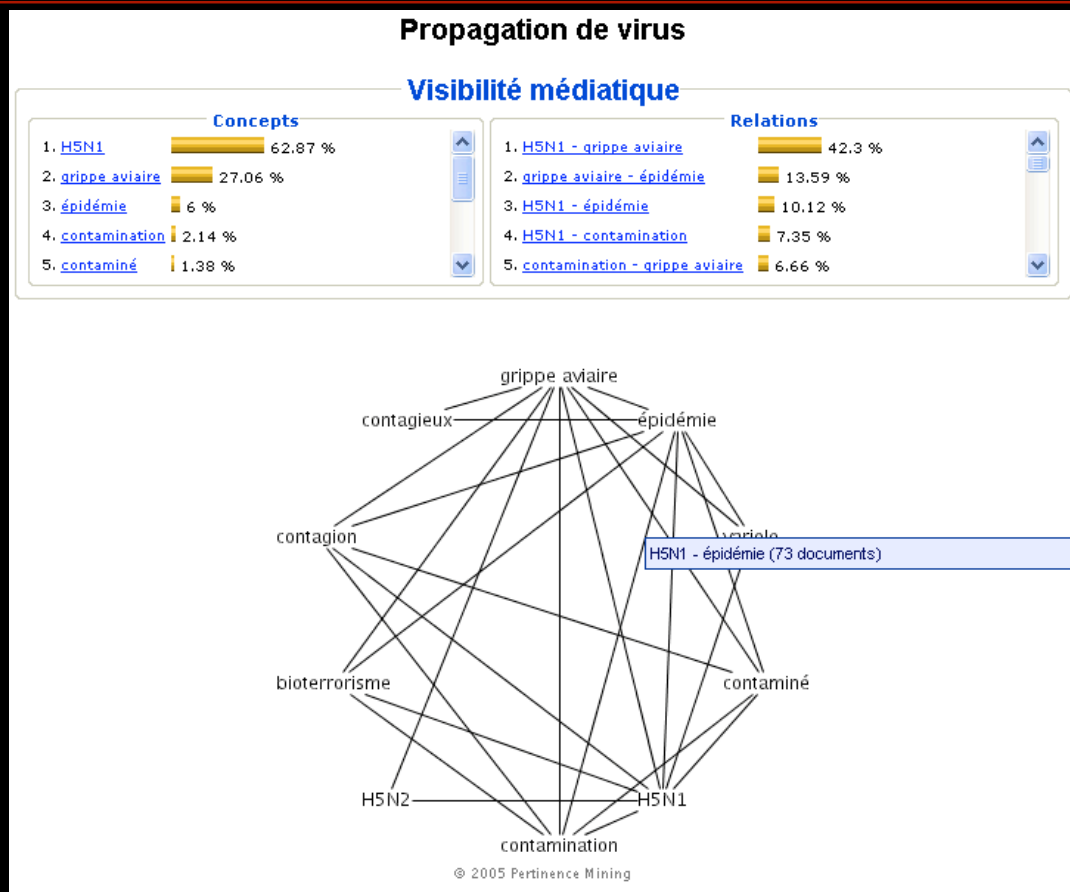 Propagation de virus
Visibilité médiatique
Concepts
1. H5N1 62.87 %
2. grippe aviaire 27.06 %
3. épidémie 6 %
4. contamination 2.14 %
5. contaminé 1.38 %
Relations
1. H5N1 - grippe aviaire 42.3 %
2. grippe aviaire - épidémie 13.59 %
3. H5N1 - épidémie 10.12 %
4. H5N1 - contamination 7.35 %
5. contamination - grippe aviaire 6.66 %
grippe aviaire
contagieux
épidémie
contagion
variole
H5N1 - épidémie (73 documents)
bioterrorisme
contaminé
H5N2
H5N1
contamination
© 2005 Pertinence Mining